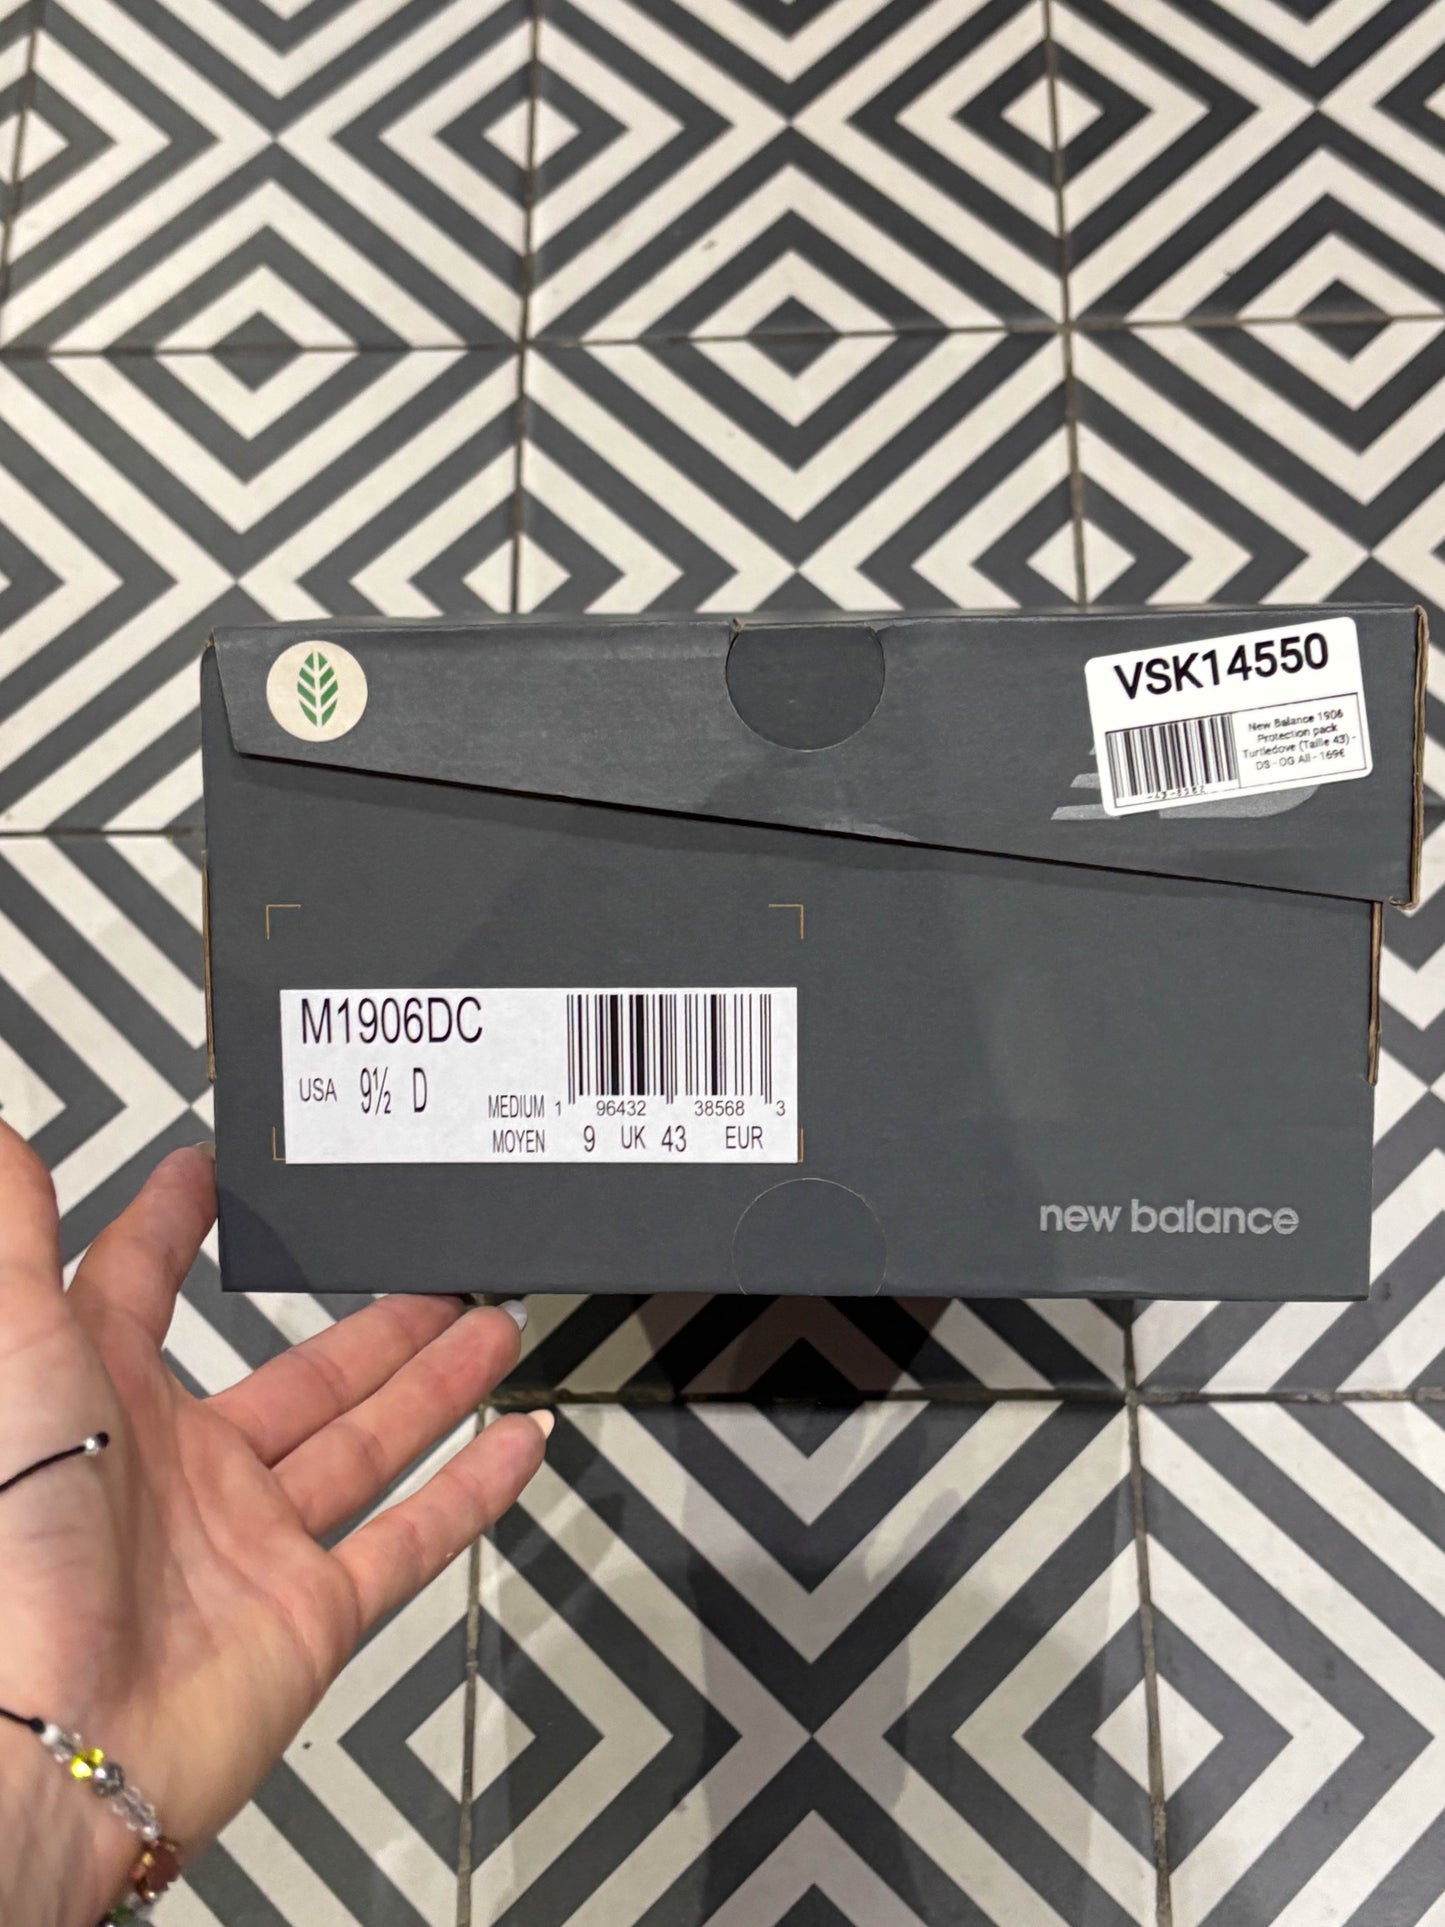 VSK14550
New Balance 1906
Protection pack
Turtledove (Taille 43) -
DS - OG All - 169€
M1906DC
USA 9½ D
MEDIUM 1 96432 38568 3
MOYEN 9 UK 43 EUR
new balance